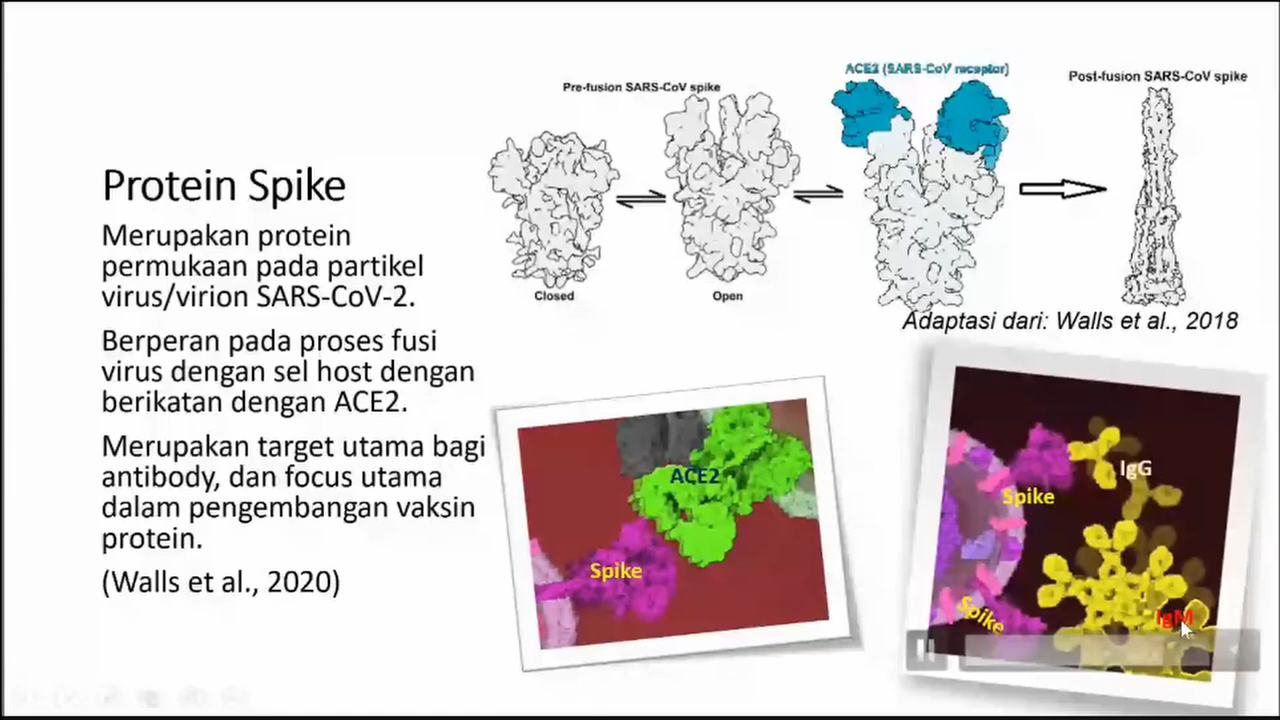 Protein Spike
Merupakan protein
permukaan pada partikel
virus/virion SARS-CoV-2.
Berperan pada proses fusi
virus dengan sel host dengan
berikatan dengan ACE2.
Merupakan target utama bagi
antibody, dan focus utama
dalam pengembangan vaksin
protein.
(Walls et al., 2020)
Pre-fusion SARS-CoV spike
ACE2 (SARS-CoV receptor)
Post-fusion SARS-CoV spike
Closed
Open
Adaptasi dari: Walls et al., 2018
ACE2
Spike
IgG
Spike
Spike
IgM